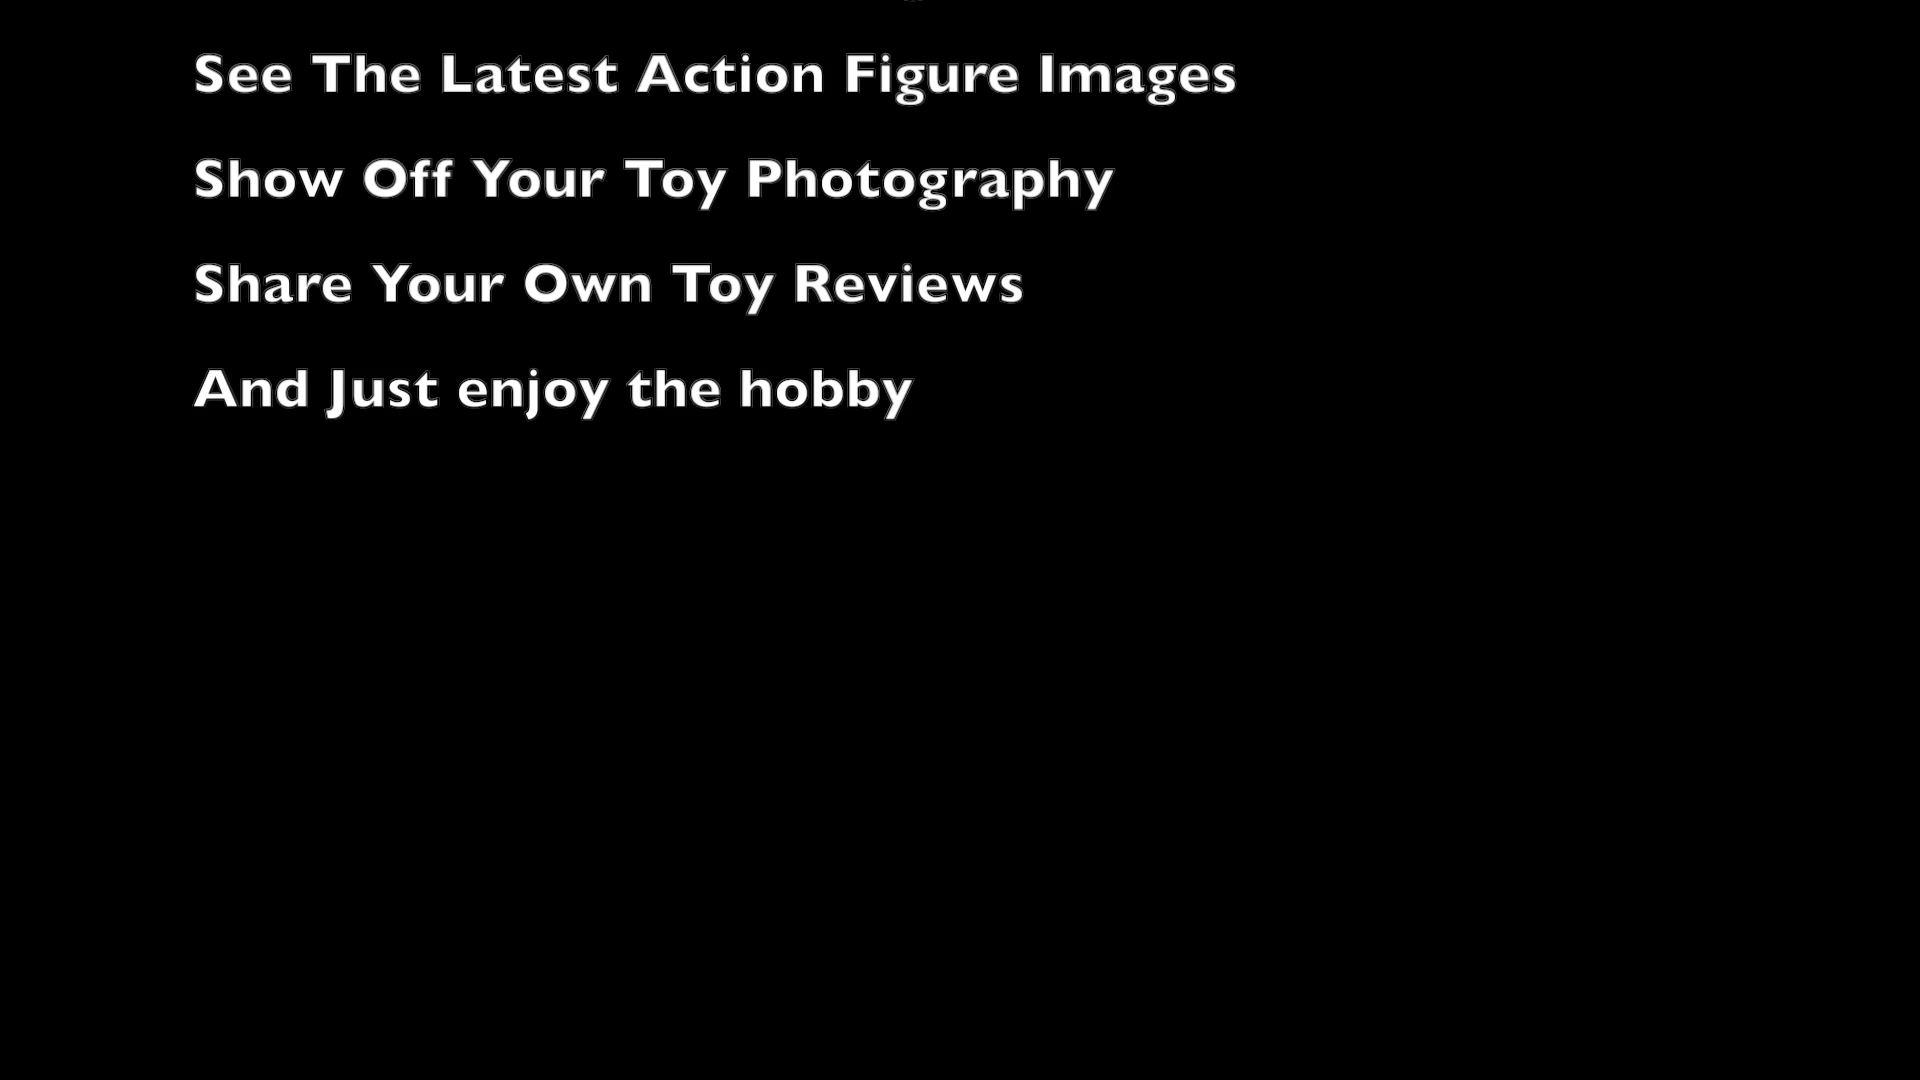 See The Latest Action Figure Images
Show Off Your Toy Photography
Share Your Own Toy Reviews
And Just enjoy the hobby